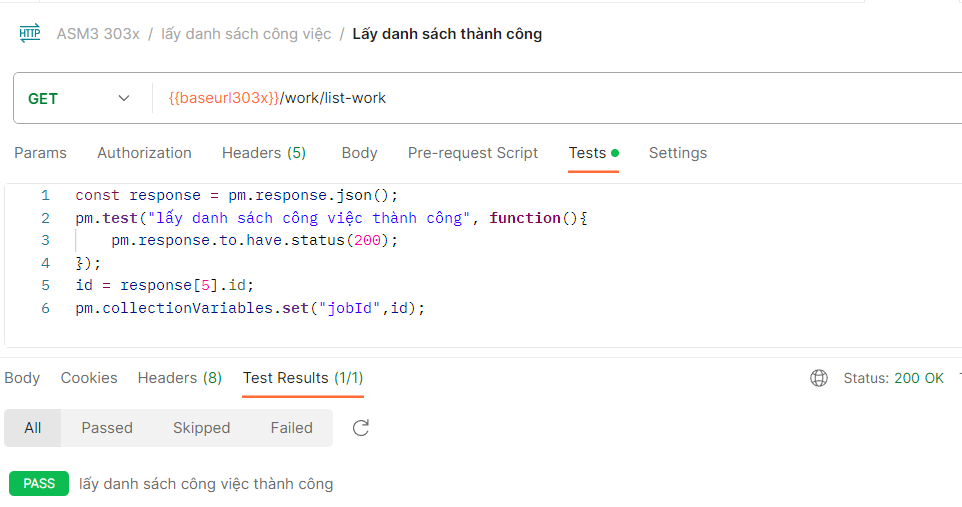 HTTP ASM3 303x / lấy danh sách công việc / Lấy danh sách thành công
GET {{baseurl303x}}/work/list-work
Params Authorization Headers (5) Body Pre-request Script Tests Settings
1 const response = pm.response.json();
2 pm.test("lấy danh sách công việc thành công", function(){
3 pm.response.to.have.status(200);
4 });
5 id = response[5].id;
6 pm.collectionVariables.set("jobId",id);
Body Cookies Headers (8) Test Results (1/1) Status: 200 OK
All Passed Skipped Failed
PASS lấy danh sách công việc thành công